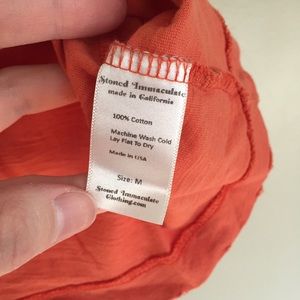 Stoned Immaculate
made in California
100% Cotton
Machine Wash Cold
Lay Flat To Dry
Made in USA
Size: M
Stoned Immaculate
Clothing.com